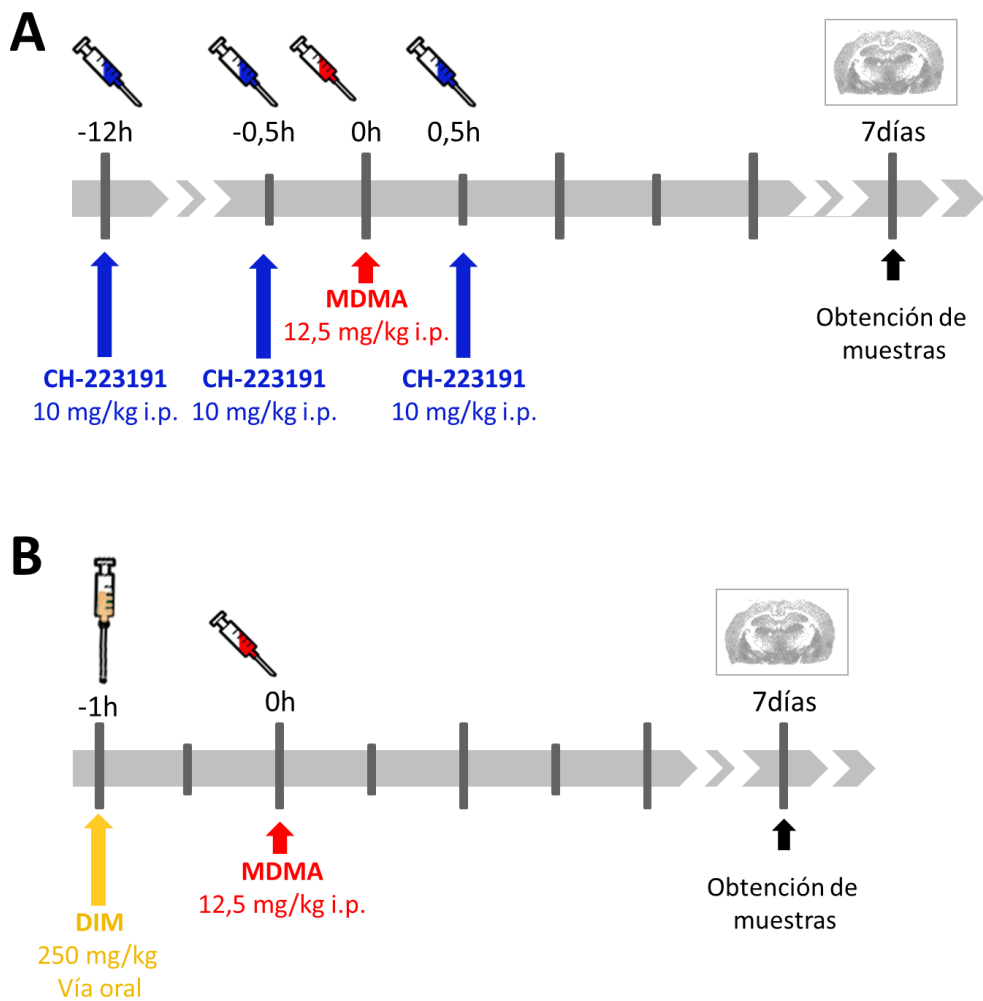 A
-12h
-0,5h
0h
0,5h
7días
MDMA
12,5 mg/kg i.p.
Obtención de
muestras
CH-223191
10 mg/kg i.p.
CH-223191
10 mg/kg i.p.
CH-223191
10 mg/kg i.p.
B
-1h
0h
7días
MDMA
12,5 mg/kg i.p.
Obtención de
muestras
DIM
250 mg/kg
Vía oral